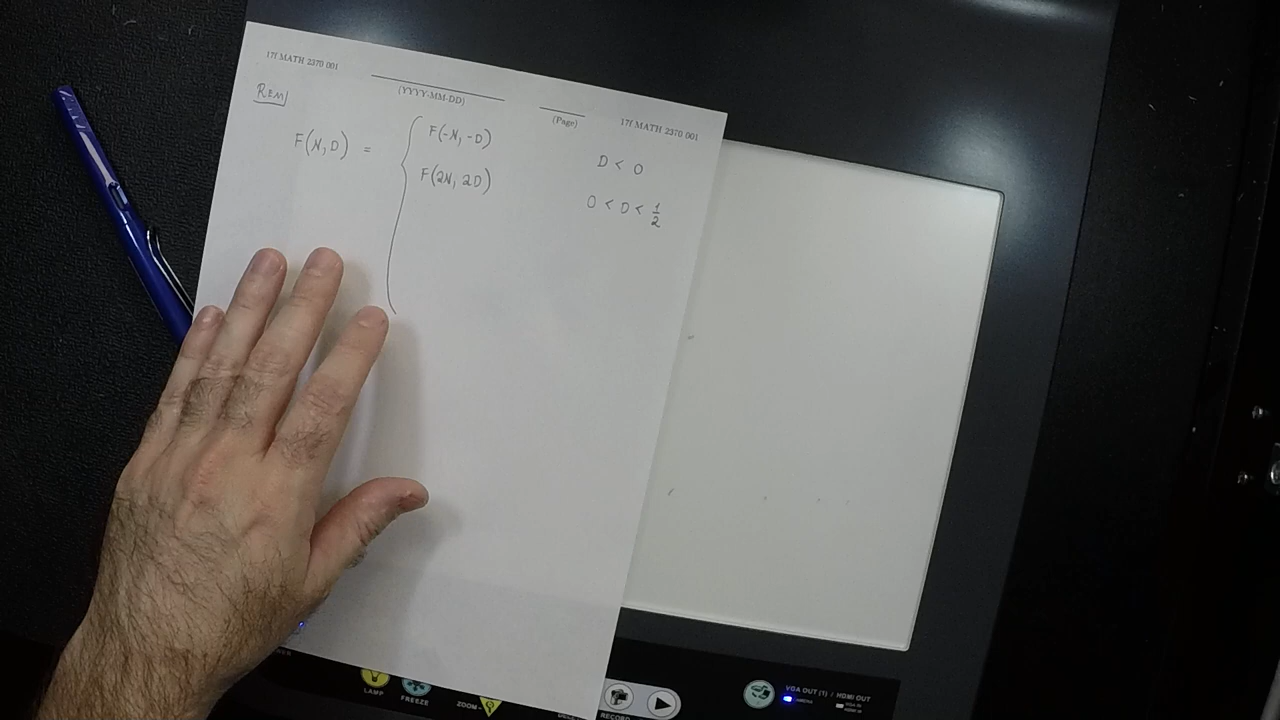 17f MATH 2370 001
(YYYY-MM-DD)
(Page)
17f MATH 2370 001
REM
F(N, D) = { F(-N, -D) D < 0
F(2N, 2D) 0 < D < 1/2
LAMP
FREEZE
ZOOM -
RECORD
VGA OUT (1) / HDMI OUT